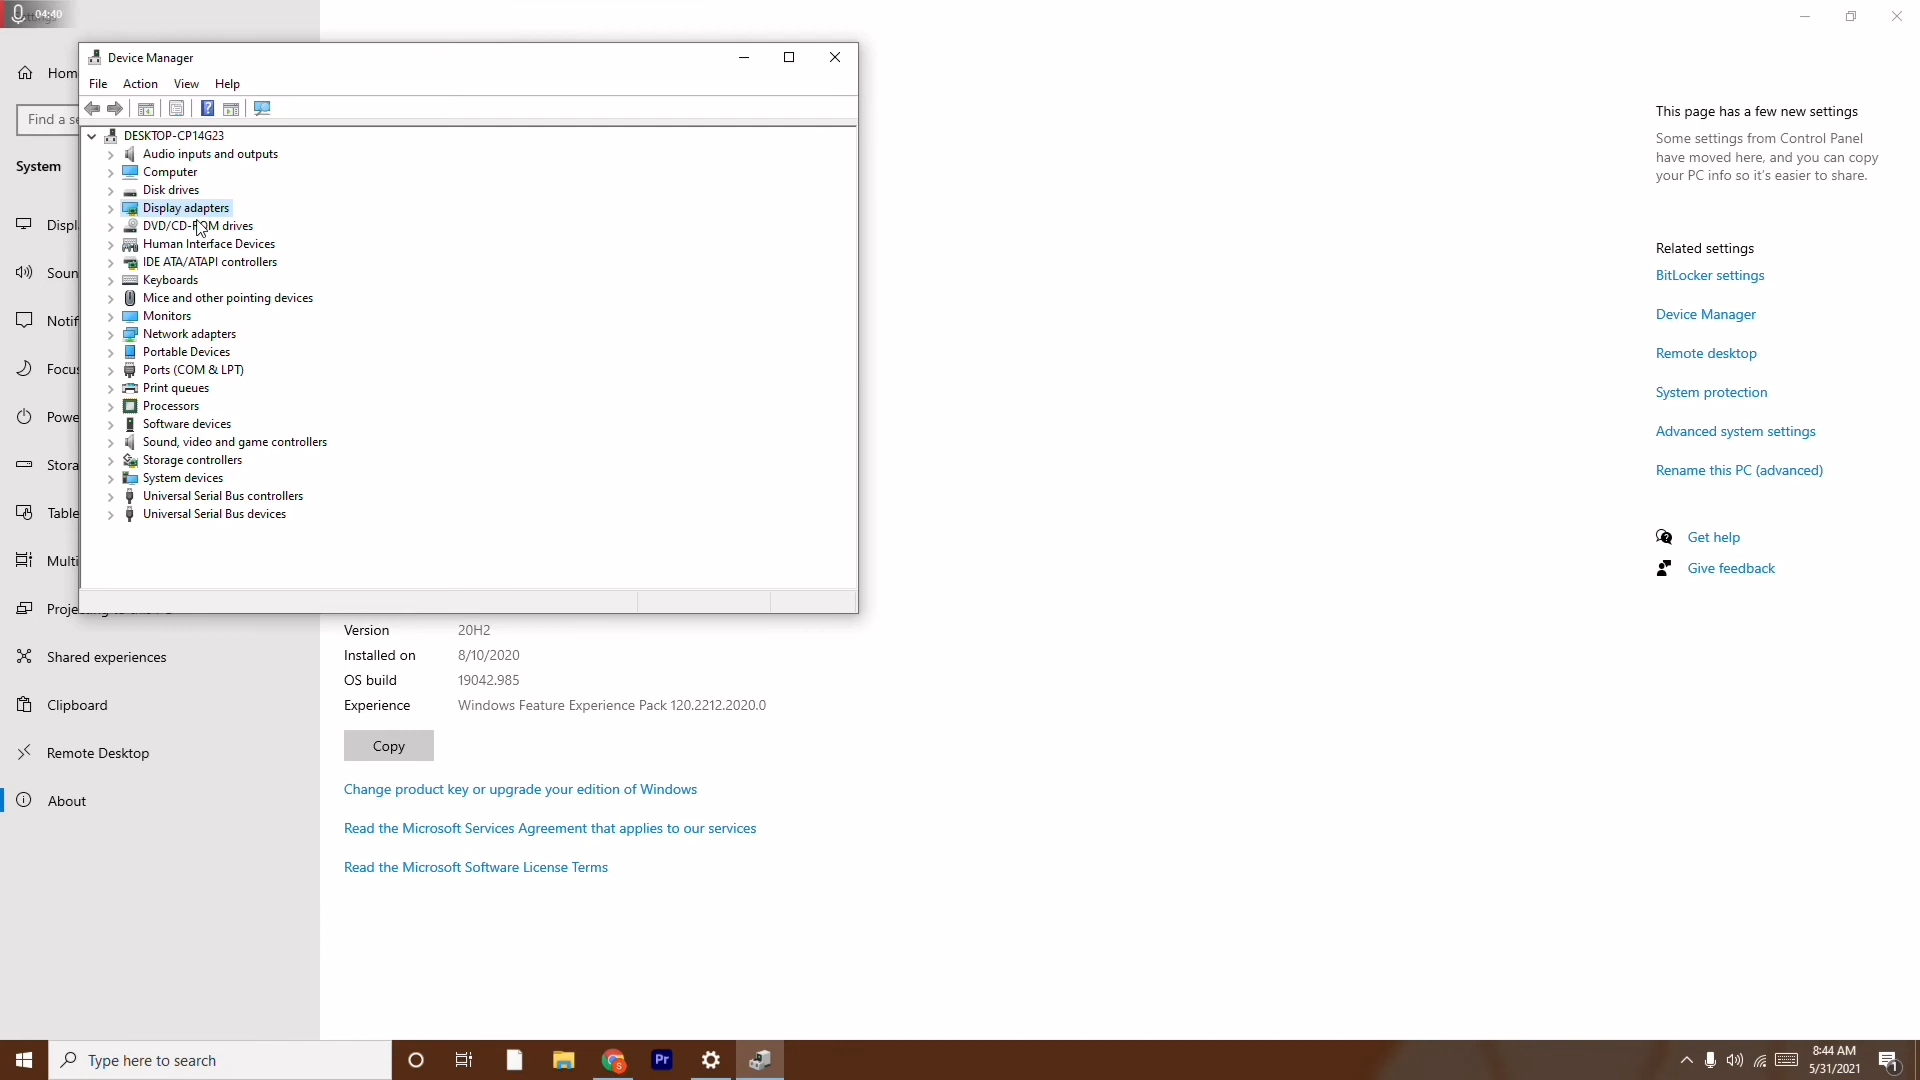 04:40
Device Manager
File Action View Help
DESKTOP-CP14G23
Audio inputs and outputs
Computer
Disk drives
Display adapters
DVD/CD-ROM drives
Human Interface Devices
IDE ATA/ATAPI controllers
Keyboards
Mice and other pointing devices
Monitors
Network adapters
Portable Devices
Ports (COM & LPT)
Print queues
Processors
Software devices
Sound, video and game controllers
Storage controllers
System devices
Universal Serial Bus controllers
Universal Serial Bus devices
Hom
Find a se
System
Displ
Soun
Notif
Focus
Powe
Stora
Table
Multi
Proje
Shared experiences
Clipboard
Remote Desktop
About
Version 20H2
Installed on 8/10/2020
OS build 19042.985
Experience Windows Feature Experience Pack 120.2212.2020.0
Copy
Change product key or upgrade your edition of Windows
Read the Microsoft Services Agreement that applies to our services
Read the Microsoft Software License Terms
This page has a few new settings
Some settings from Control Panel
have moved here, and you can copy
your PC info so it's easier to share.
Related settings
BitLocker settings
Device Manager
Remote desktop
System protection
Advanced system settings
Rename this PC (advanced)
Get help
Give feedback
Type here to search
Pr
8:44 AM
5/31/2021
1